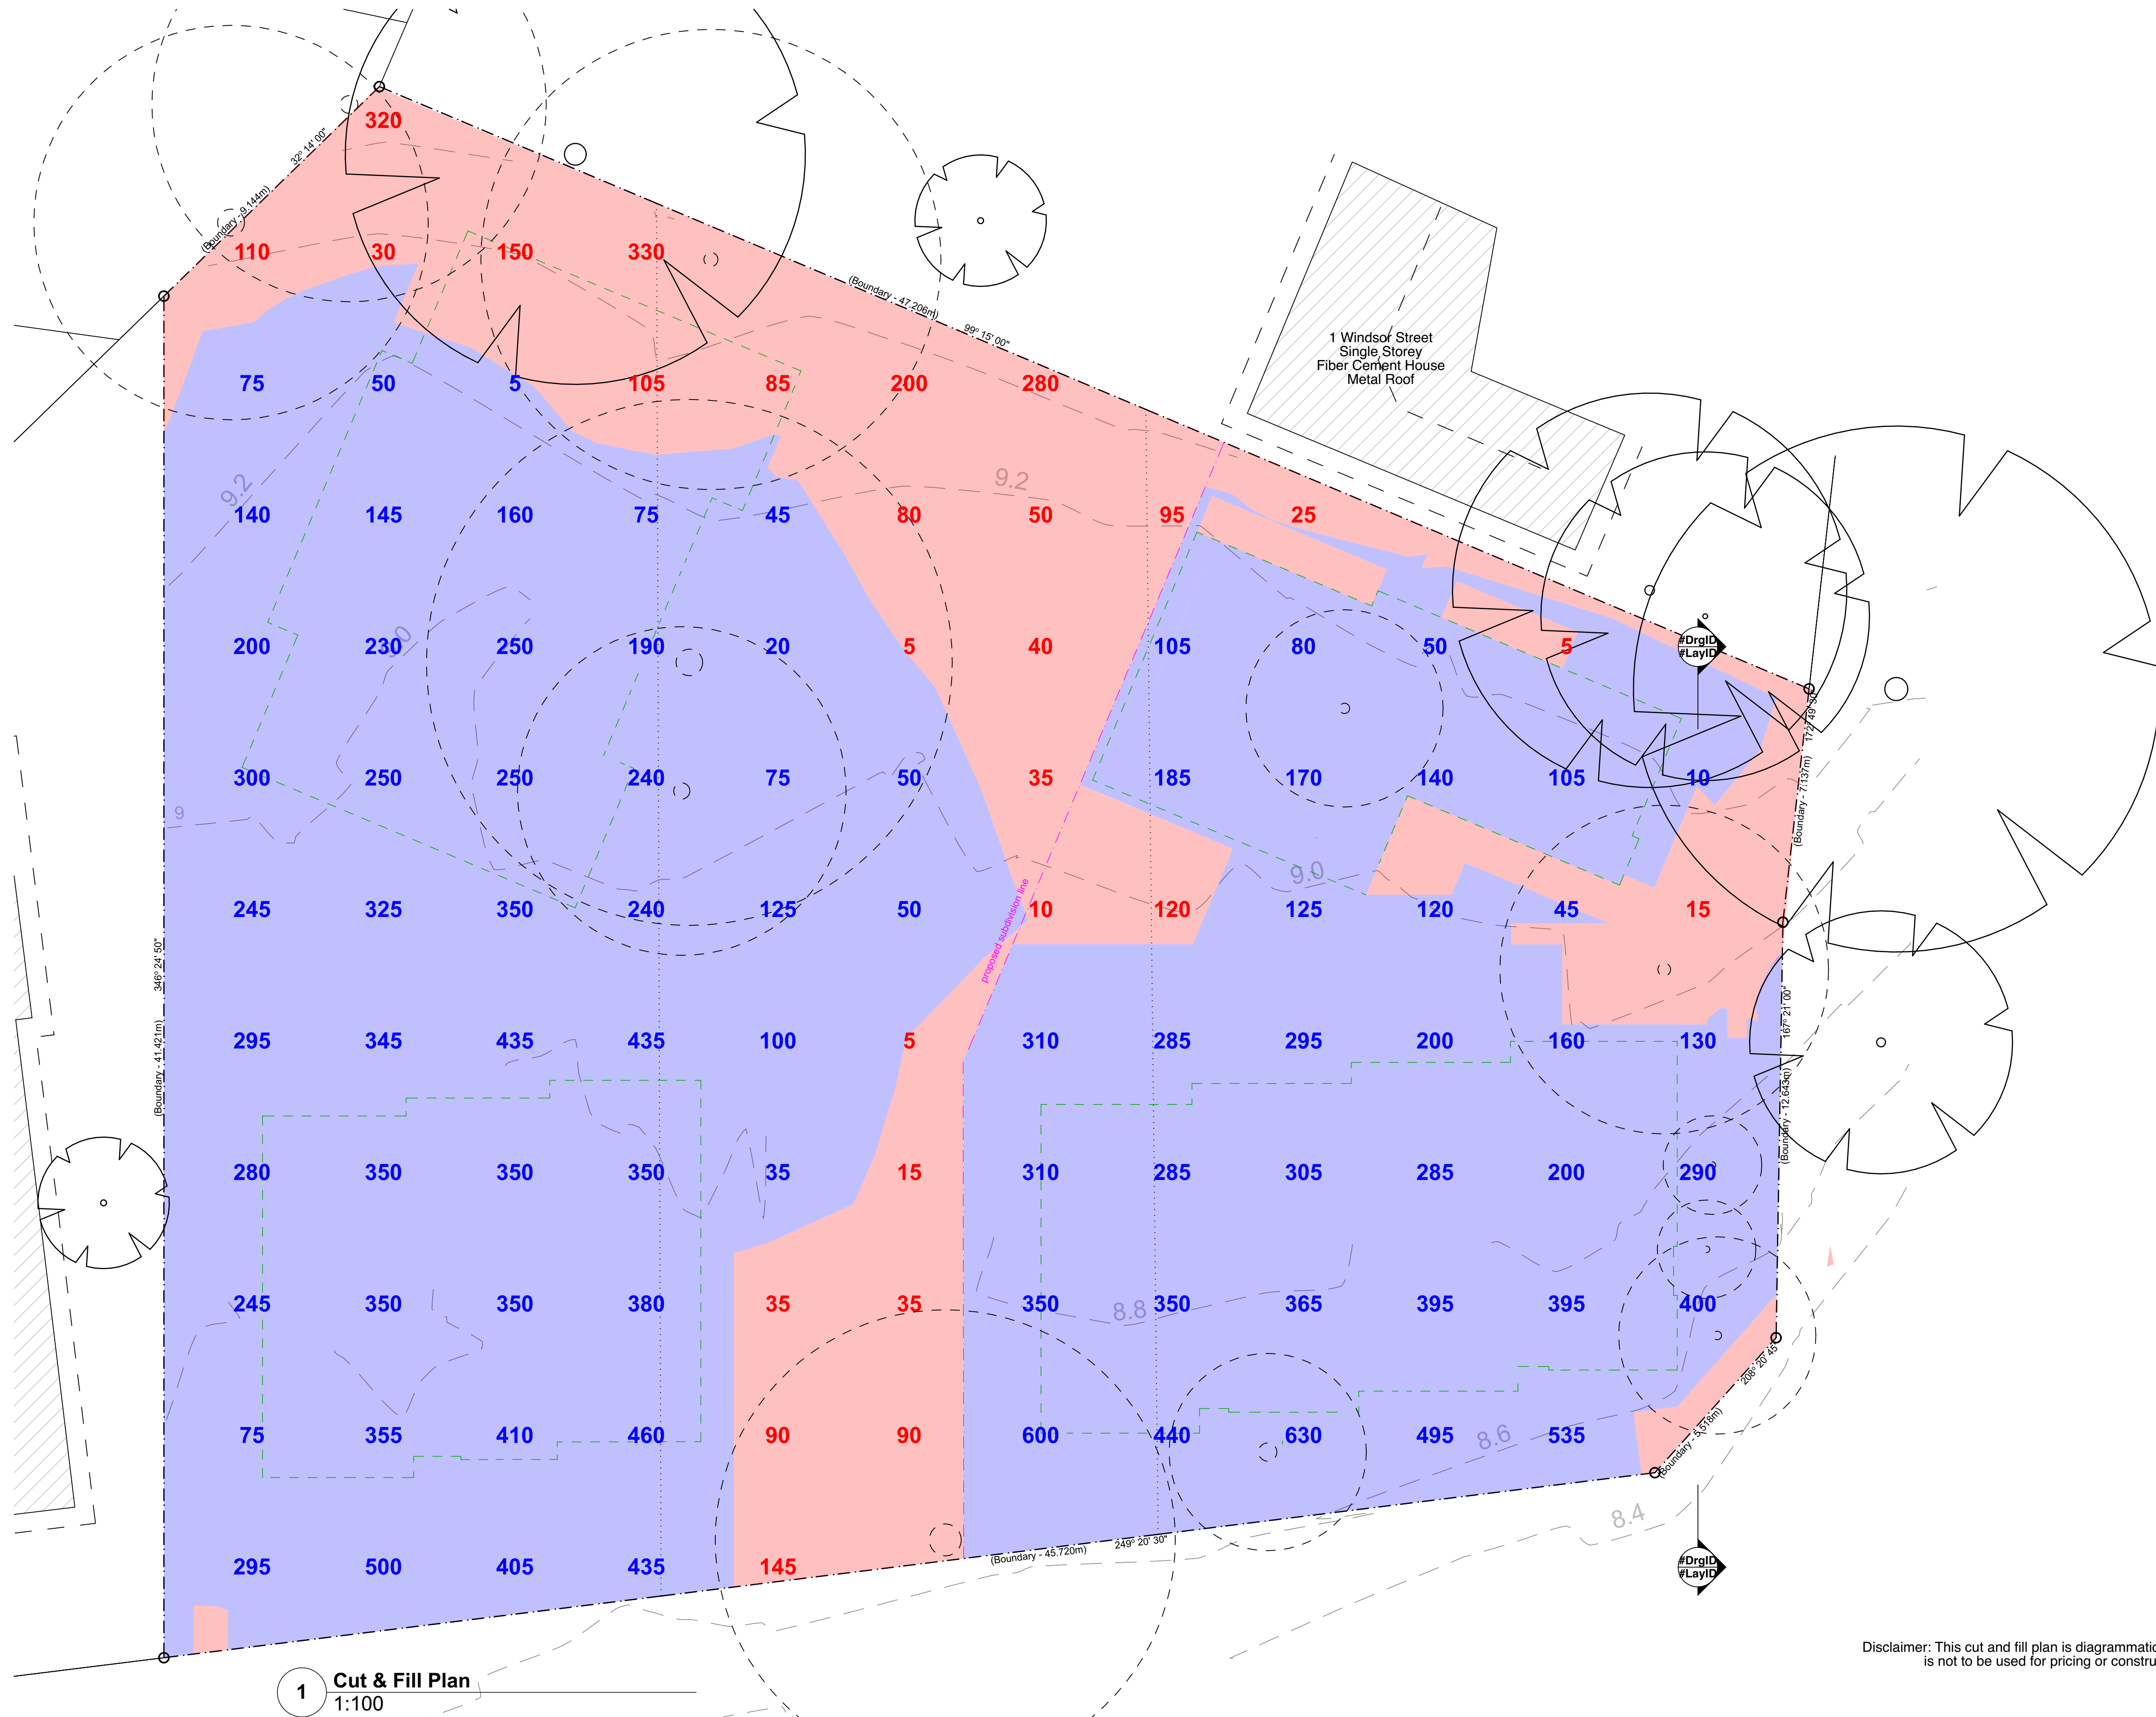 320
32° 14' 00"
(Boundary - 9.144m)
110 30 150 330
(Boundary - 47.206m)
99° 15' 00"
1 Windsor Street
Single Storey
Fiber Cement House
Metal Roof
75 50 5 105 85 200 280
9.2
9.2
140 145 160 75 45 80 50 95 25
200 230 250 190 20 5 40 105 80 50 5
#DrgID
#LayID
172° 49' 30"
300 250 250 240 75 50 35 185 170 140 105 10
9
(Boundary - 7.137m)
9.0
245 325 350 240 125 50 10 120 125 120 45 15
proposed subdivision line
346° 24' 50"
(Boundary - 41.421m)
167° 21' 00"
(Boundary - 12.643m)
295 345 435 435 100 5 310 285 295 200 160 130
280 350 350 350 35 15 310 285 305 285 200 290
245 350 350 380 35 35 350 350 365 395 395 400
8.8
208° 20' 45"
(Boundary - 5.518m)
75 355 410 460 90 90 600 440 630 495 535
8.6
8.4
(Boundary - 45.720m)
249° 20' 30"
295 500 405 435 145
#DrgID
#LayID
Disclaimer: This cut and fill plan is diagrammatic
is not to be used for pricing or constru
1
Cut & Fill Plan
1:100